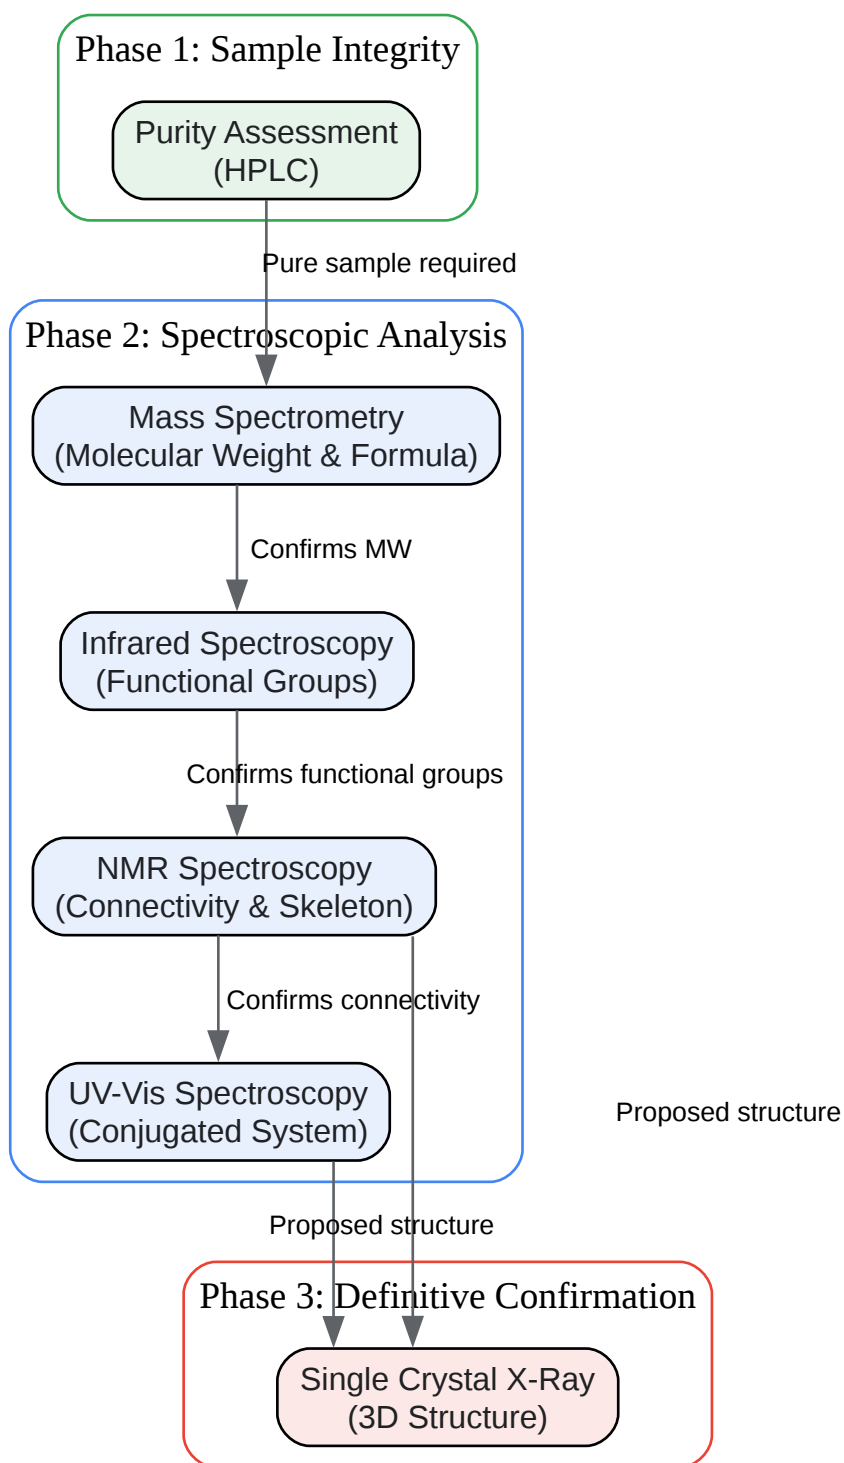 Phase 1: Sample Integrity
Purity Assessment
(HPLC)
Pure sample required
Phase 2: Spectroscopic Analysis
Mass Spectrometry
(Molecular Weight & Formula)
Confirms MW
Infrared Spectroscopy
(Functional Groups)
Confirms functional groups
NMR Spectroscopy
(Connectivity & Skeleton)
Confirms connectivity
UV-Vis Spectroscopy
(Conjugated System)
Proposed structure
Proposed structure
Phase 3: Definitive Confirmation
Single Crystal X-Ray
(3D Structure)